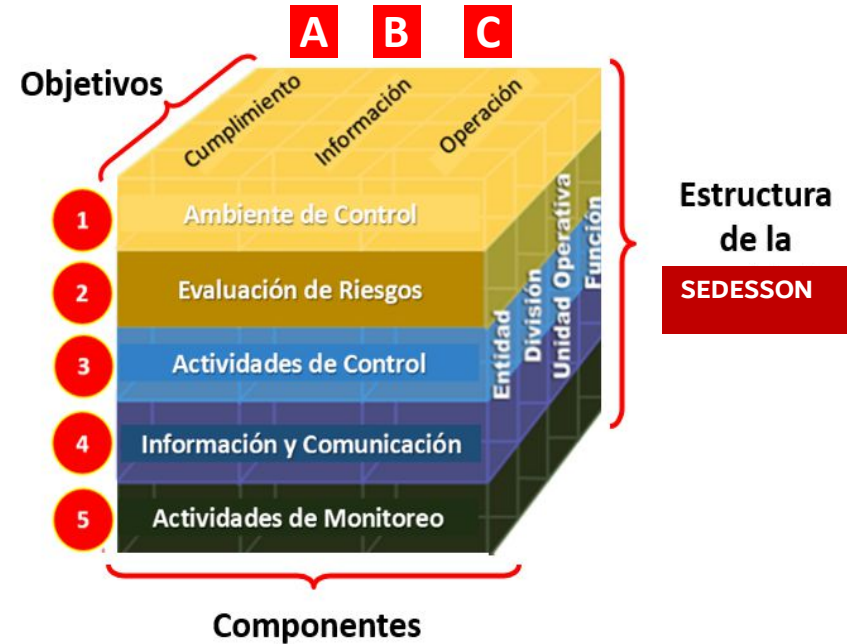 A B C
Objetivos
Cumplimiento
Información
Operación
1 Ambiente de Control
2 Evaluación de Riesgos
3 Actividades de Control
4 Información y Comunicación
5 Actividades de Monitoreo
Entidad
División
Unidad Operativa
Función
Estructura
de la
SEDESSON
Componentes